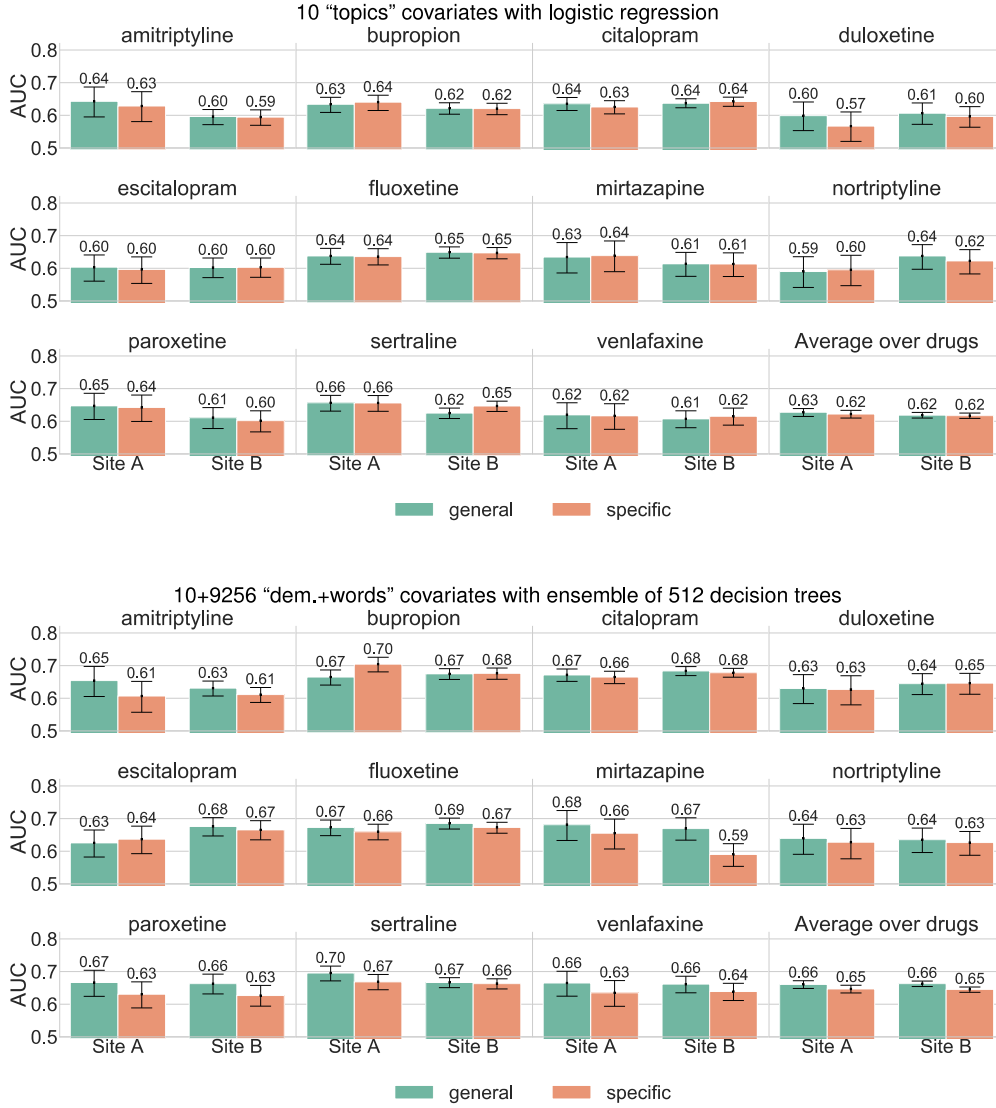 10 “topics” covariates with logistic regression
amitriptyline bupropion citalopram duloxetine
0.8
0.7
0.6
0.5
AUC
0.64 0.63 0.60 0.59 0.63 0.64 0.62 0.62 0.64 0.63 0.64 0.64 0.60 0.57 0.61 0.60
escitalopram fluoxetine mirtazapine nortriptyline
0.8
0.7
0.6
0.5
AUC
0.60 0.60 0.60 0.60 0.64 0.64 0.65 0.65 0.63 0.64 0.61 0.61 0.59 0.60 0.64 0.62
paroxetine sertraline venlafaxine Average over drugs
0.8
0.7
0.6
0.5
AUC
0.65 0.64 0.61 0.60 0.66 0.66 0.62 0.65 0.62 0.62 0.61 0.62 0.63 0.62 0.62 0.62
Site A Site B Site A Site B Site A Site B Site A Site B
general specific
10+9256 “dem.+words” covariates with ensemble of 512 decision trees
amitriptyline bupropion citalopram duloxetine
0.8
0.7
0.6
0.5
AUC
0.65 0.61 0.63 0.61 0.67 0.70 0.67 0.68 0.67 0.66 0.68 0.68 0.63 0.63 0.64 0.65
escitalopram fluoxetine mirtazapine nortriptyline
0.8
0.7
0.6
0.5
AUC
0.63 0.64 0.68 0.67 0.67 0.66 0.69 0.67 0.68 0.66 0.67 0.59 0.64 0.63 0.64 0.63
paroxetine sertraline venlafaxine Average over drugs
0.8
0.7
0.6
0.5
AUC
0.67 0.63 0.66 0.63 0.70 0.67 0.67 0.66 0.66 0.63 0.66 0.64 0.66 0.65 0.66 0.65
Site A Site B Site A Site B Site A Site B Site A Site B
general specific